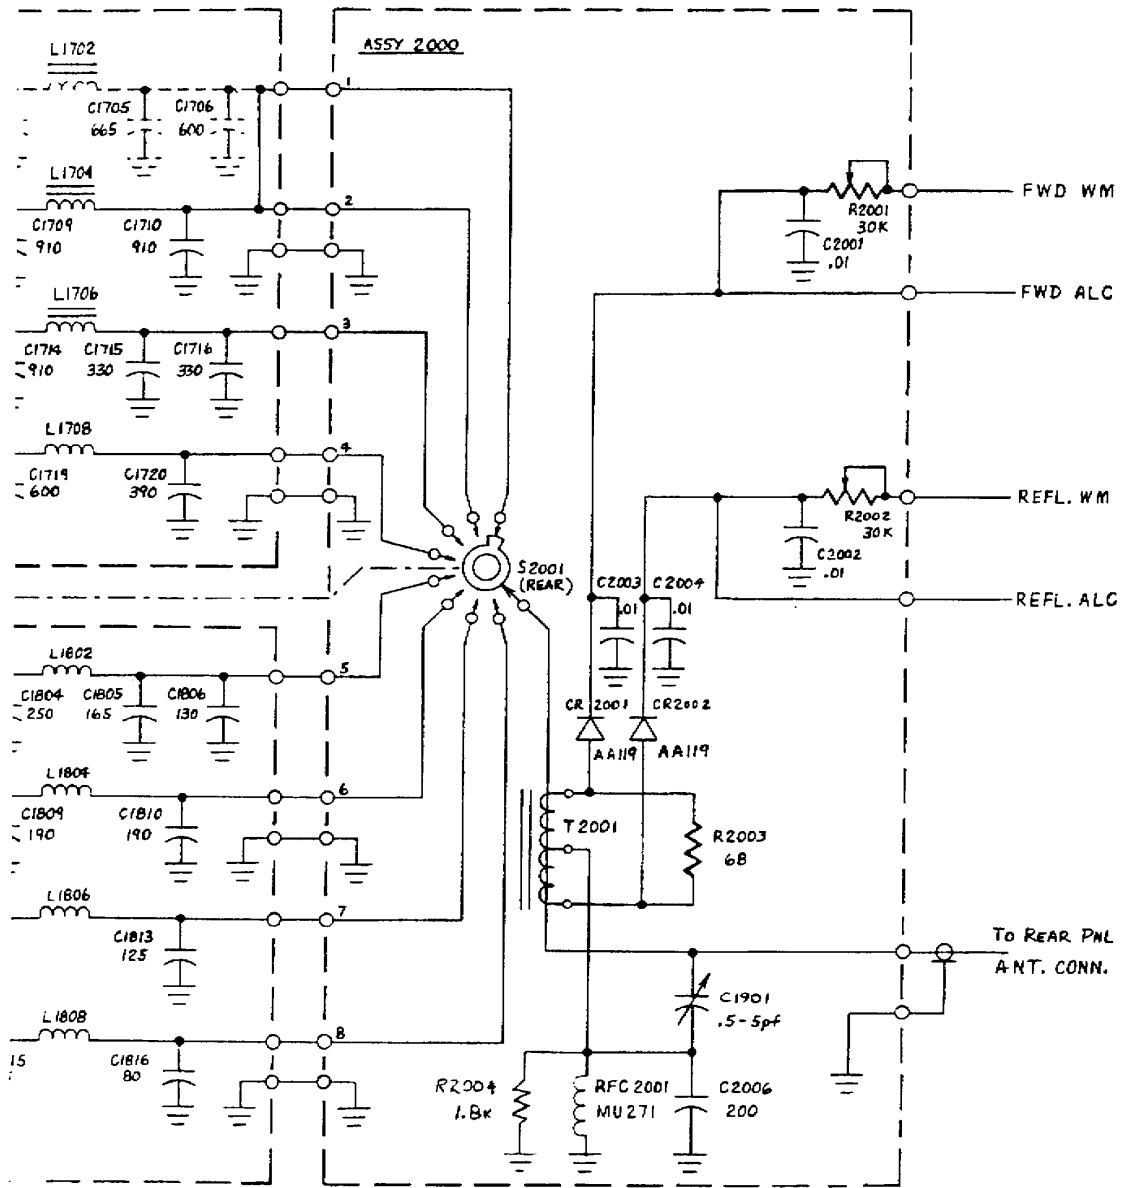 ASSY 2000
L1702
1
C1705
665
C1706
600
L1704
2
C1709
910
C1710
910
L1706
3
C1714
910
C1715
330
C1716
330
L1708
4
C1719
600
C1720
390
FWD WM
R2001
30K
C2001
.01
FWD ALC
REFL. WM
R2002
30K
C2002
.01
REFL. ALC
S2001
(REAR)
C2003
.01
C2004
.01
L1802
5
C1804
250
C1805
165
C1806
130
CR2001
AA119
CR2002
AA119
L1804
6
C1809
190
C1810
190
T2001
R2003
68
L1806
7
C1813
125
TO REAR PNL
ANT. CONN.
C1901
.5-5pf
L1808
8
15
C1816
80
R2004
1.8K
RFC2001
MU271
C2006
200